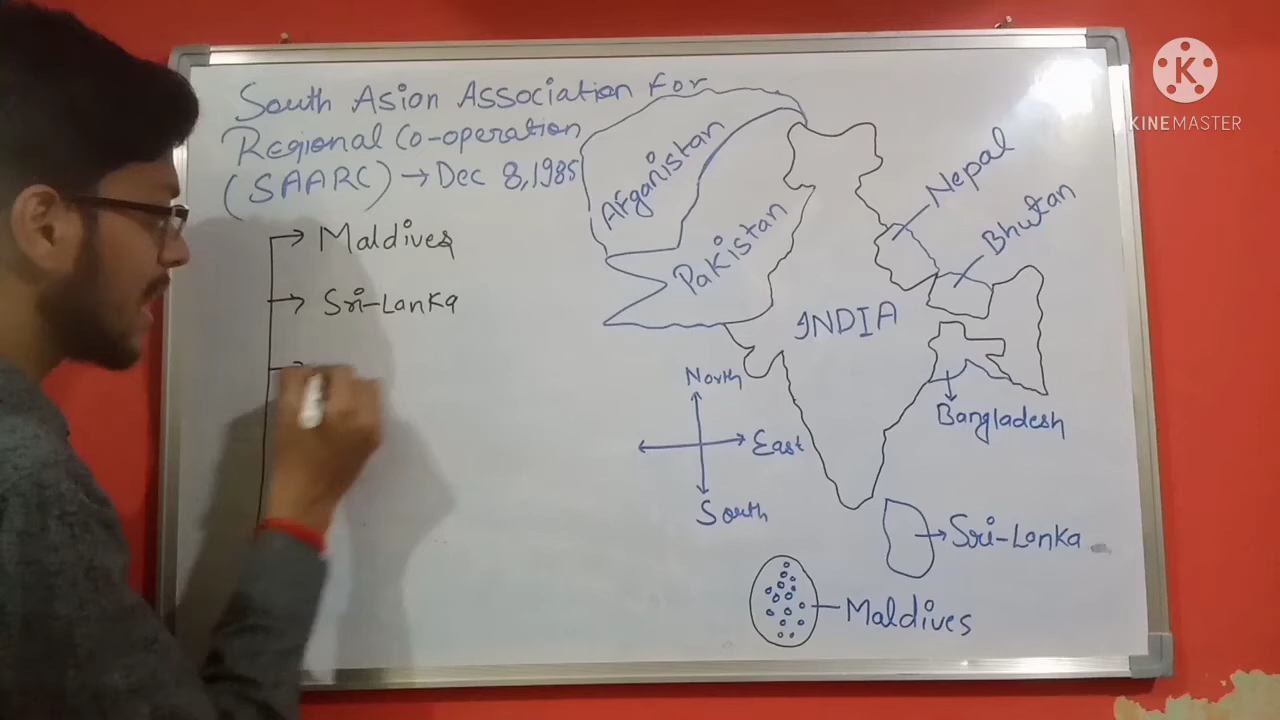 South Asian Association For
Regional Co-operation
(SAARC) → Dec 8, 1985
→ Maldives
→ Sri-Lanka
Afganistan
Pakistan
INDIA
Nepal
Bhutan
Bangladesh
North
East
South
Sri-Lanka
Maldives
K
KINEMASTER